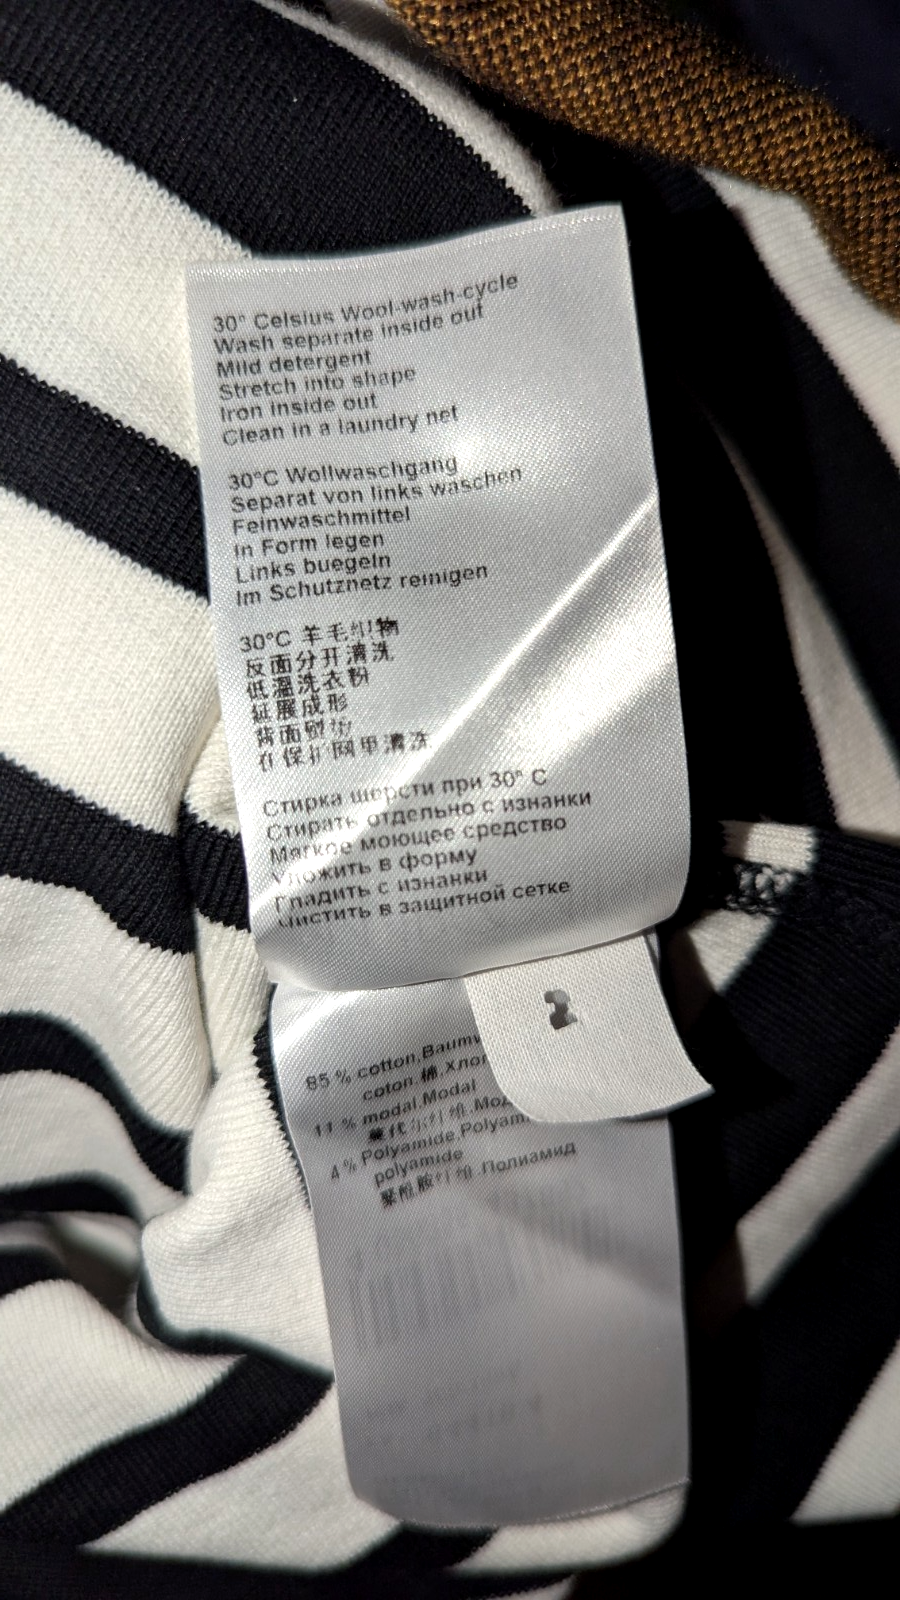 30° Celsius Wool-wash-cycle
Wash separate inside out
Mild detergent
Stretch into shape
Iron inside out
Clean in a laundry net
30°C Wollwaschgang
Separat von links waschen
Feinwaschmittel
in Form legen
Links buegeln
Im Schutznetz reinigen
30°C 羊毛织物
反面分开清洗
低温洗衣粉
延展成形
背面熨
在保护网里清洗
Стирка шерсти при 30° C
Стирать отдельно с изнанки
Мягкое моющее средство
Уложить в форму
Гладить с изнанки
Чистить в защитной сетке
2
85 % cotton,
coton,棉,
11 % modal,Modal
4 % Polyamide,
polyamide
聚酰胺纤维,Полиамид